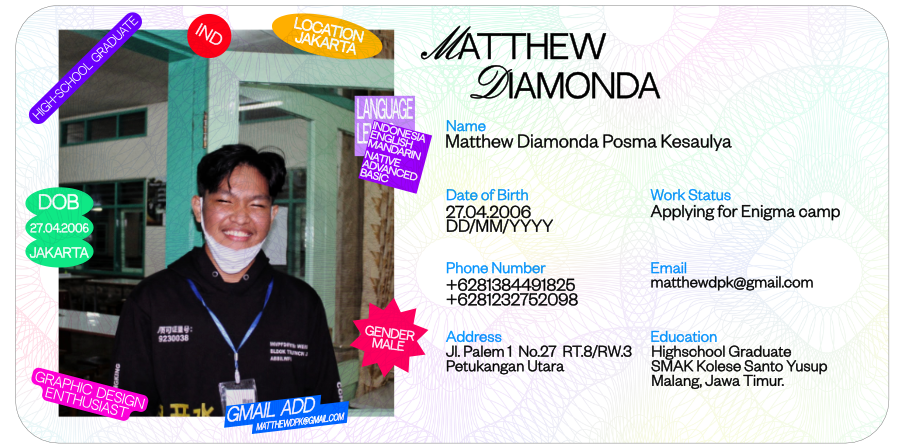 HIGH-SCHOOL GRADUATE
IND
LOCATION
JAKARTA
MATTHEW
DIAMONDA
LANGUAGE
INDONESIA
ENGLISH
MANDARIN
NATIVE
ADVANCED
BASIC
Name
Matthew Diamonda Posma Kesaulya
DOB
27.04.2006
JAKARTA
Date of Birth
27.04.2006
DD/MM/YYYY
Work Status
Applying for Enigma camp
Phone Number
+6281384491825
+6281232752098
Email
matthewdpk@gmail.com
9230038
GENDER
MALE
Address
Jl. Palem 1 No.27 RT.8/RW.3
Petukangan Utara
Education
Highschool Graduate
SMAK Kolese Santo Yusup
Malang, Jawa Timur.
GRAPHIC DESIGN
ENTHUSIAST
GMAIL ADD
MATTHEWDPK@GMAIL.COM